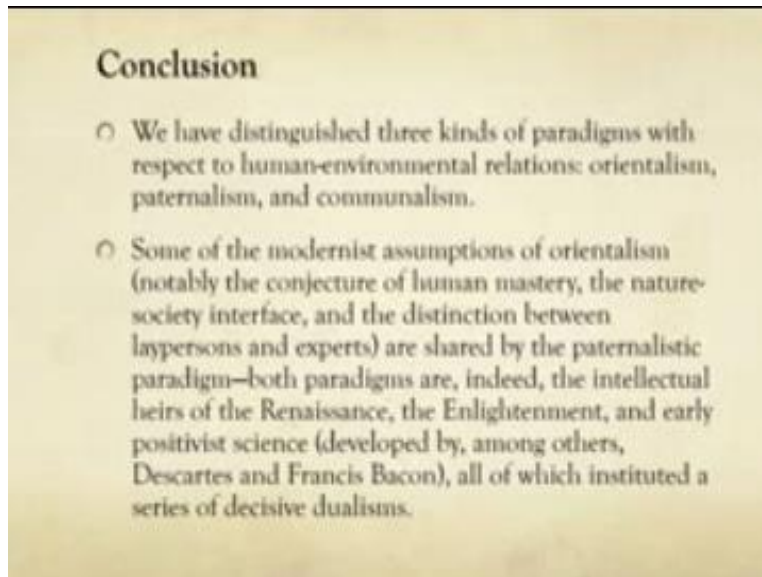 Conclusion
We have distinguished three kinds of paradigms with
respect to human-environmental relations: orientalism,
paternalism, and communalism.
Some of the modernist assumptions of orientalism
(notably the conjecture of human mastery, the nature-
society interface, and the distinction between
laypersons and experts) are shared by the paternalistic
paradigm—both paradigms are, indeed, the intellectual
heirs of the Renaissance, the Enlightenment, and early
positivist science (developed by, among others,
Descartes and Francis Bacon), all of which instituted a
series of decisive dualisms.